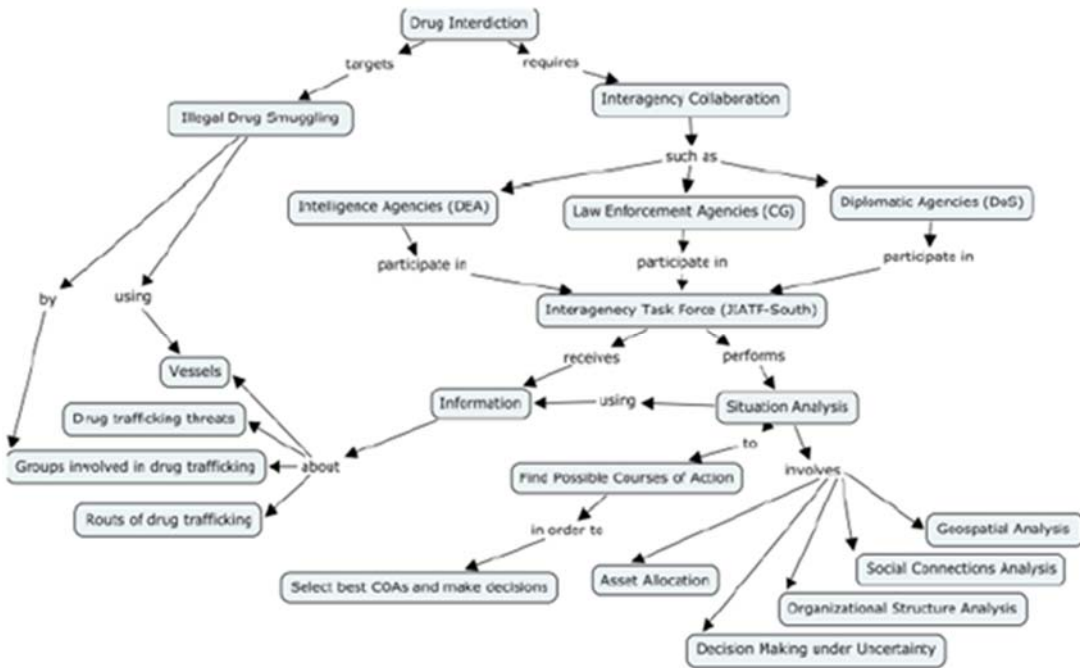 Drug Interdiction
targets
requires
Illegal Drug Smuggling
Interagency Collaboration
such as
Intelligence Agencies (DEA)
Law Enforcement Agencies (CG)
Diplomatic Agencies (DoS)
participate in
participate in
participate in
by
using
Interagenecy Task Force (JIATF-South)
receives
performs
Vessels
Information
using
Situation Analysis
Drug trafficking threats
to
Groups involved in drug trafficking
about
Find Possible Courses of Action
involves
Routs of drug trafficking
in order to
Geospatial Analysis
Select best COAs and make decisions
Asset Allocation
Social Connections Analysis
Organizational Structure Analysis
Decision Making under Uncertainty